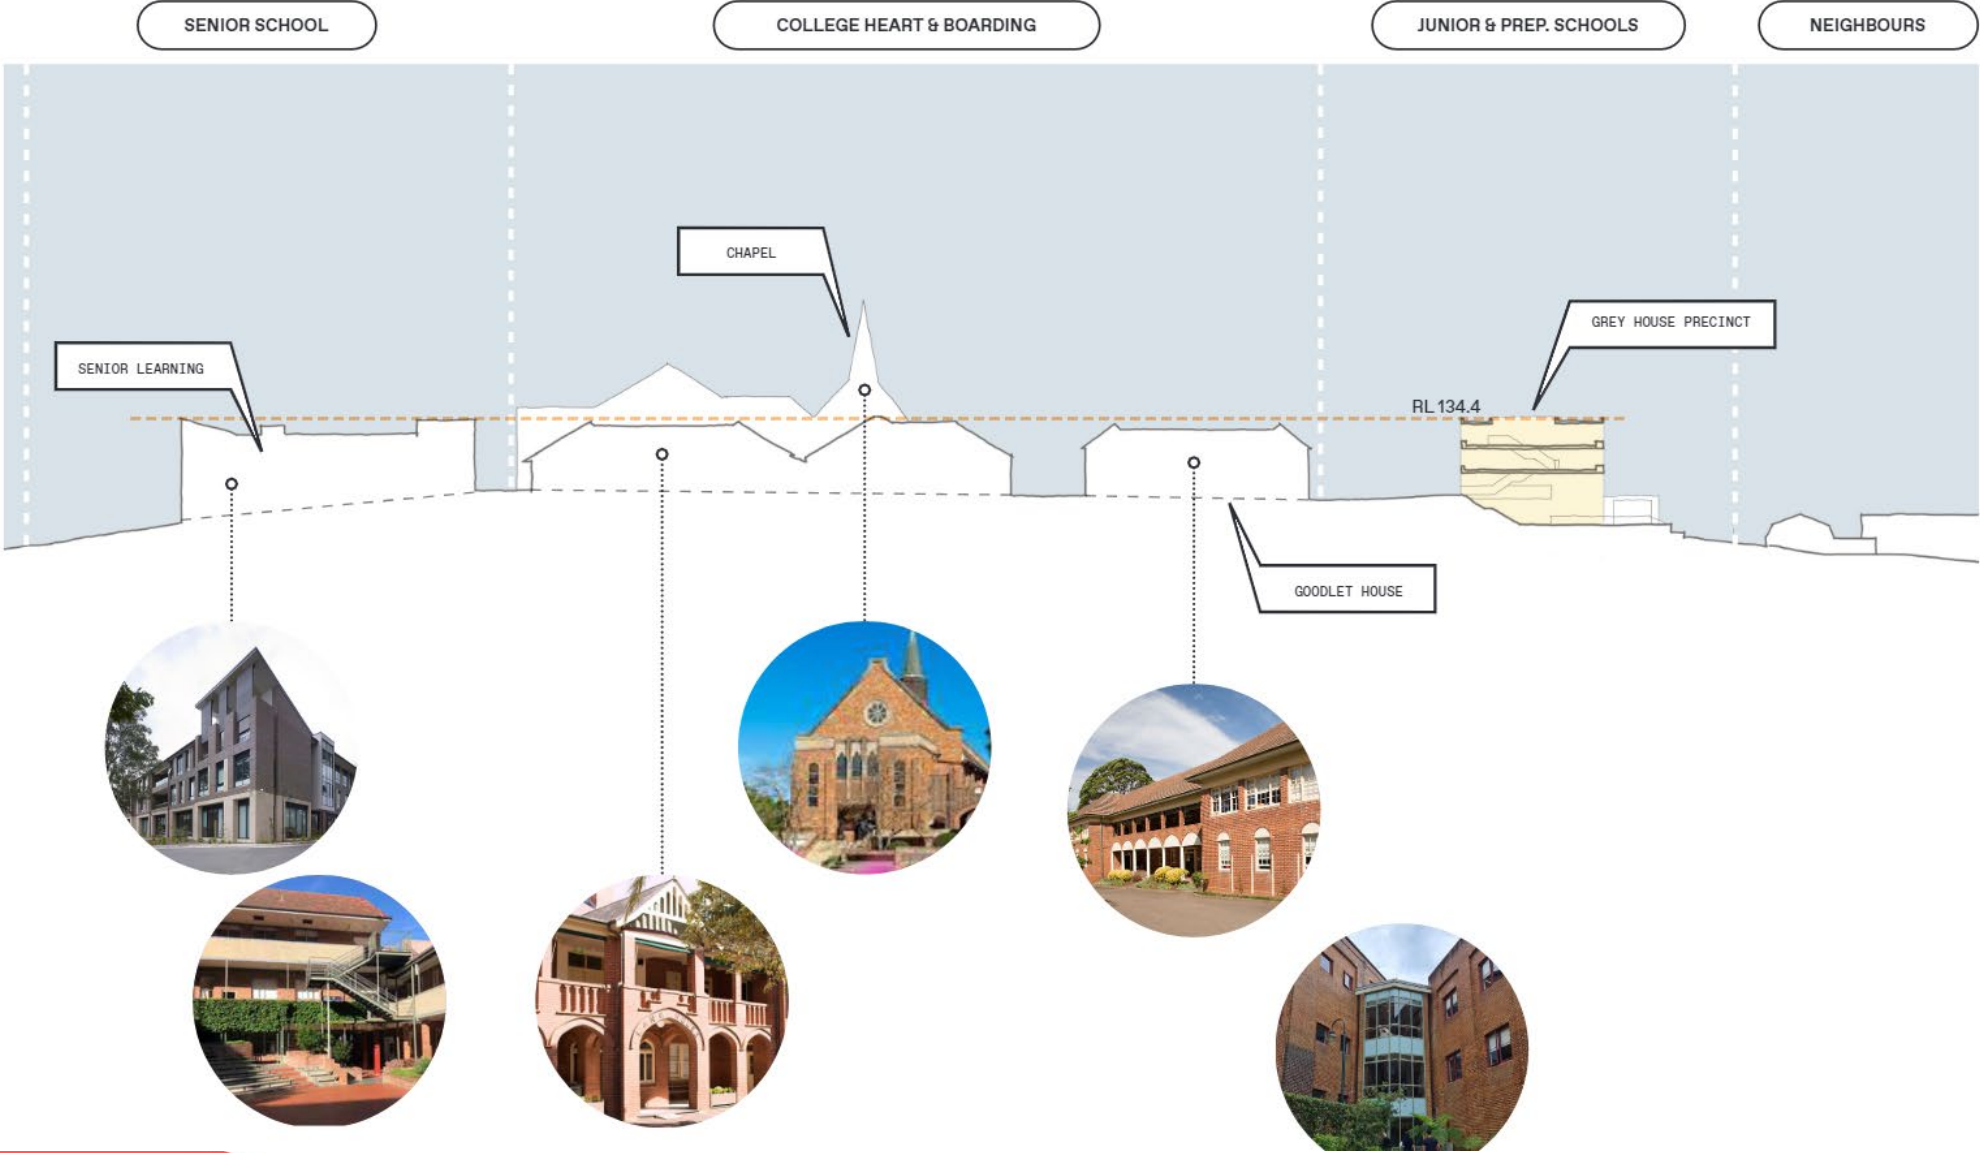 SENIOR SCHOOL
COLLEGE HEART & BOARDING
JUNIOR & PREP. SCHOOLS
NEIGHBOURS
CHAPEL
GREY HOUSE PRECINCT
SENIOR LEARNING
RL 134.4
GOODLET HOUSE